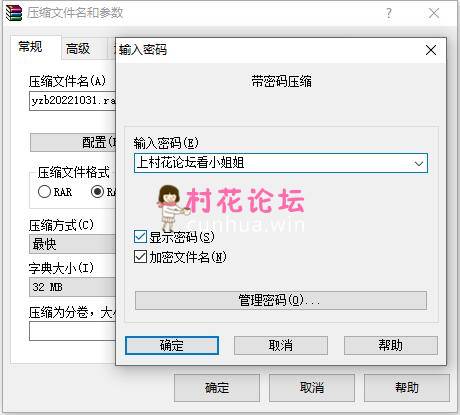 压缩文件名和参数
常规
高级
压缩文件名(A)
yzb20221031.ra
压缩文件格式
RAR
压缩方式(C)
最快
字典大小(I)
32 MB
压缩为分卷，大
确定
取消
帮助
输入密码
带密码压缩
输入密码(E)
上村花论坛看小姐姐
村花论坛
cunhua.win
显示密码(S)
加密文件名(N)
管理密码(O)...
确定
取消
帮助